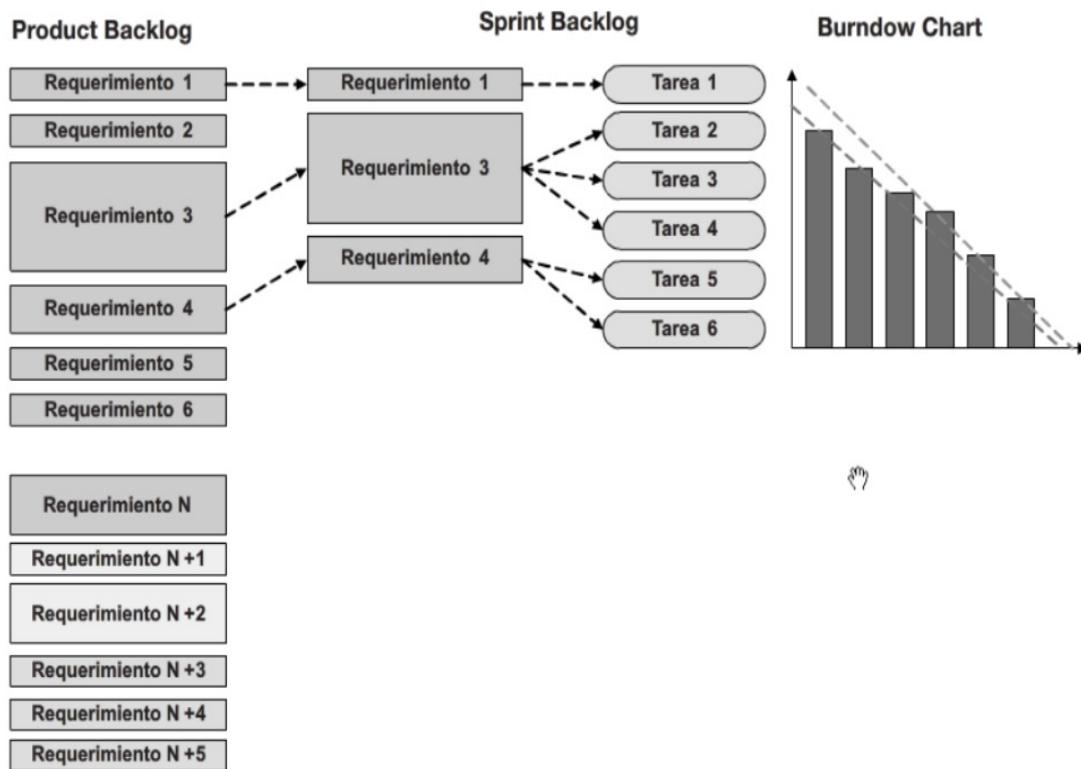 Product Backlog
Sprint Backlog
Burndow Chart
Requerimiento 1
Requerimiento 2
Requerimiento 3
Requerimiento 4
Requerimiento 5
Requerimiento 6
Requerimiento N
Requerimiento N +1
Requerimiento N +2
Requerimiento N +3
Requerimiento N +4
Requerimiento N +5
Requerimiento 1
Requerimiento 3
Requerimiento 4
Tarea 1
Tarea 2
Tarea 3
Tarea 4
Tarea 5
Tarea 6